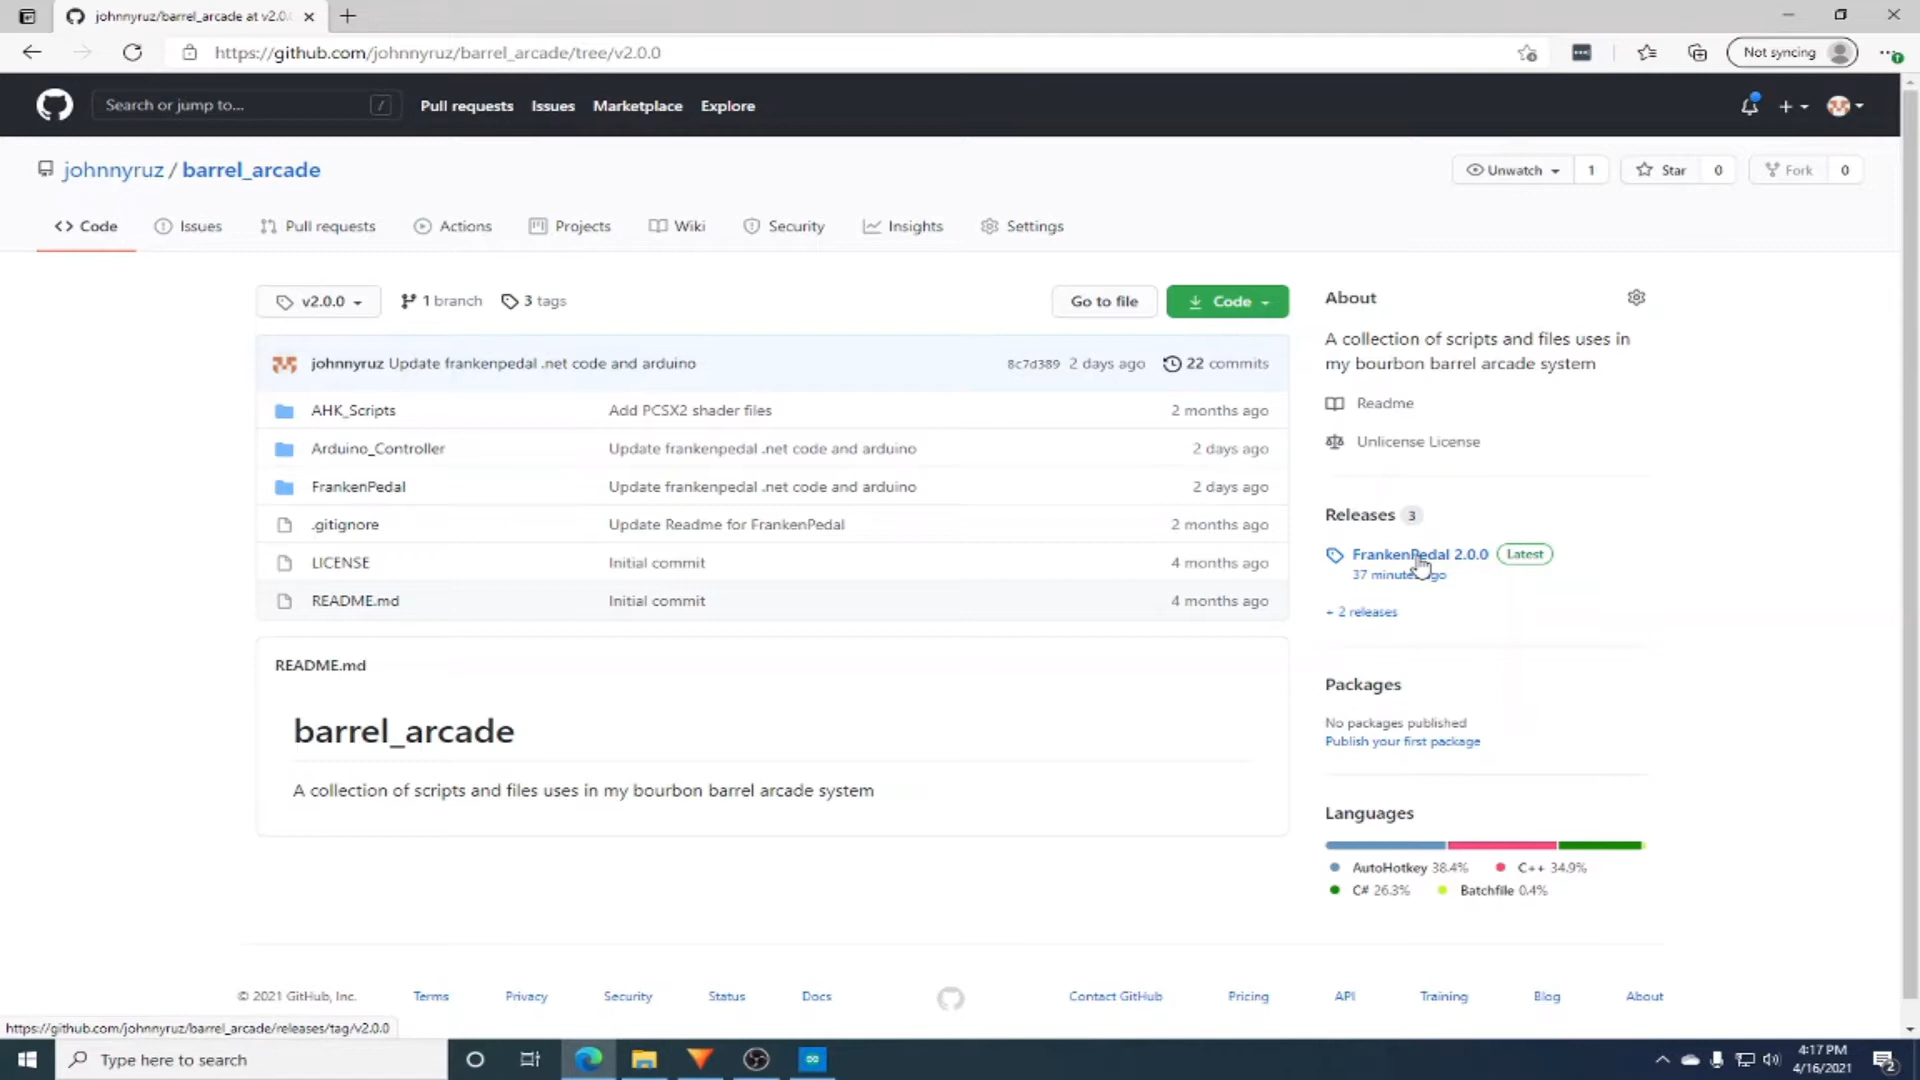 johnnyruz/barrel_arcade at v2.0.
https://github.com/johnnyruz/barrel_arcade/tree/v2.0.0
Not syncing
Search or jump to...
/
Pull requests
Issues
Marketplace
Explore
johnnyruz / barrel_arcade
Unwatch 1
Star 0
Fork 0
Code
Issues
Pull requests
Actions
Projects
Wiki
Security
Insights
Settings
v2.0.0
1 branch
3 tags
Go to file
Code
johnnyruz Update frankenpedal .net code and arduino 8c7d389 2 days ago 22 commits
AHK_Scripts Add PCSX2 shader files 2 months ago
Arduino_Controller Update frankenpedal .net code and arduino 2 days ago
FrankenPedal Update frankenpedal .net code and arduino 2 days ago
.gitignore Update Readme for FrankenPedal 2 months ago
LICENSE Initial commit 4 months ago
README.md Initial commit 4 months ago
README.md
barrel_arcade
A collection of scripts and files uses in my bourbon barrel arcade system
About
A collection of scripts and files uses in
my bourbon barrel arcade system
Readme
Unlicense License
Releases 3
FrankenPedal 2.0.0 Latest
37 minutes ago
+ 2 releases
Packages
No packages published
Publish your first package
Languages
AutoHotkey 38.4% C++ 34.9%
C# 26.3% Batchfile 0.4%
© 2021 GitHub, Inc. Terms Privacy Security Status Docs Contact GitHub Pricing API Training Blog About
https://github.com/johnnyruz/barrel_arcade/releases/tag/v2.0.0
Type here to search
4:17 PM
4/16/2021
2